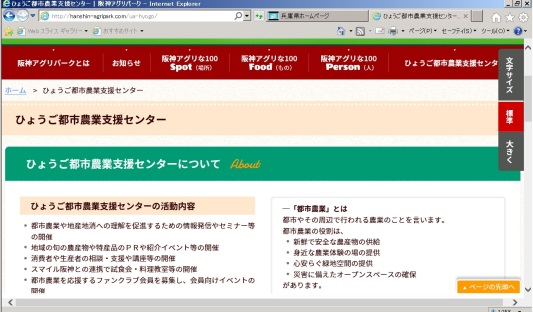 ひょうご都市農業支援センター | 阪神アグリパーク - Internet Explorer
http://hanshin-agripark.com/ua-hyogo/
兵庫県ホームページ
ひょうご都市農業支援センター...
Web スライス ギャラリー
おすすめサイト
ページ(P) セーフティ(S) ツール(O)
阪神アグリパークとは
お知らせ
阪神アグリな100
Spot (場所)
阪神アグリな100
Food (もの)
阪神アグリな100
Person (人)
ひょうご都市農業支援センタ
文字サイズ
標準
大きく
ホーム > ひょうご都市農業支援センター
ひょうご都市農業支援センター
ひょうご都市農業支援センターについて About
ひょうご都市農業支援センターの活動内容
都市農業や地産地消への理解を促進するための情報発信やセミナー等
の開催
地域の旬の農産物や特産品のPRや紹介イベント等の開催
消費者や生産者の相談・支援や講座等の開催
スマイル阪神との連携で試食会・料理教室等の開催
都市農業を応援するファンクラブ会員を募集し、会員向けイベントの
開催
―「都市農業」とは
都市やその周辺で行われる農業のことを言います。
都市農業の役割は、
新鮮で安全な農産物の供給
身近な農業体験の場の提供
心安らぐ緑地空間の提供
災害に備えたオープンスペースの確保
があります。
▲ ページの先頭へ